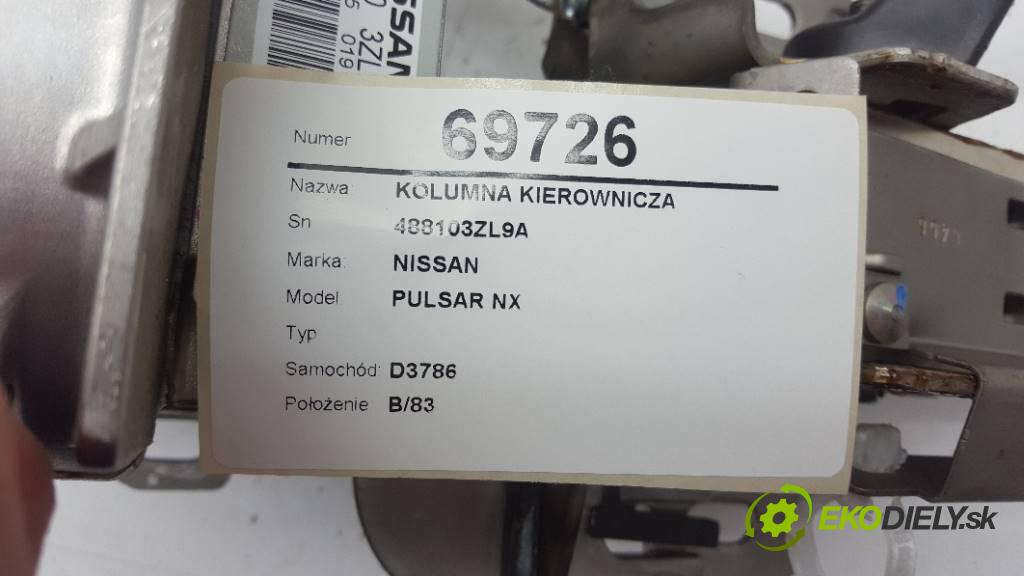 NISSAN
3ZL
019
Numer 69726
Nazwa KOLUMNA KIEROWNICZA
Sn 488103ZL9A
Marka: NISSAN
Model PULSAR NX
Typ
Samochód: D3786
Położenie B/83
EKODIELY.sk